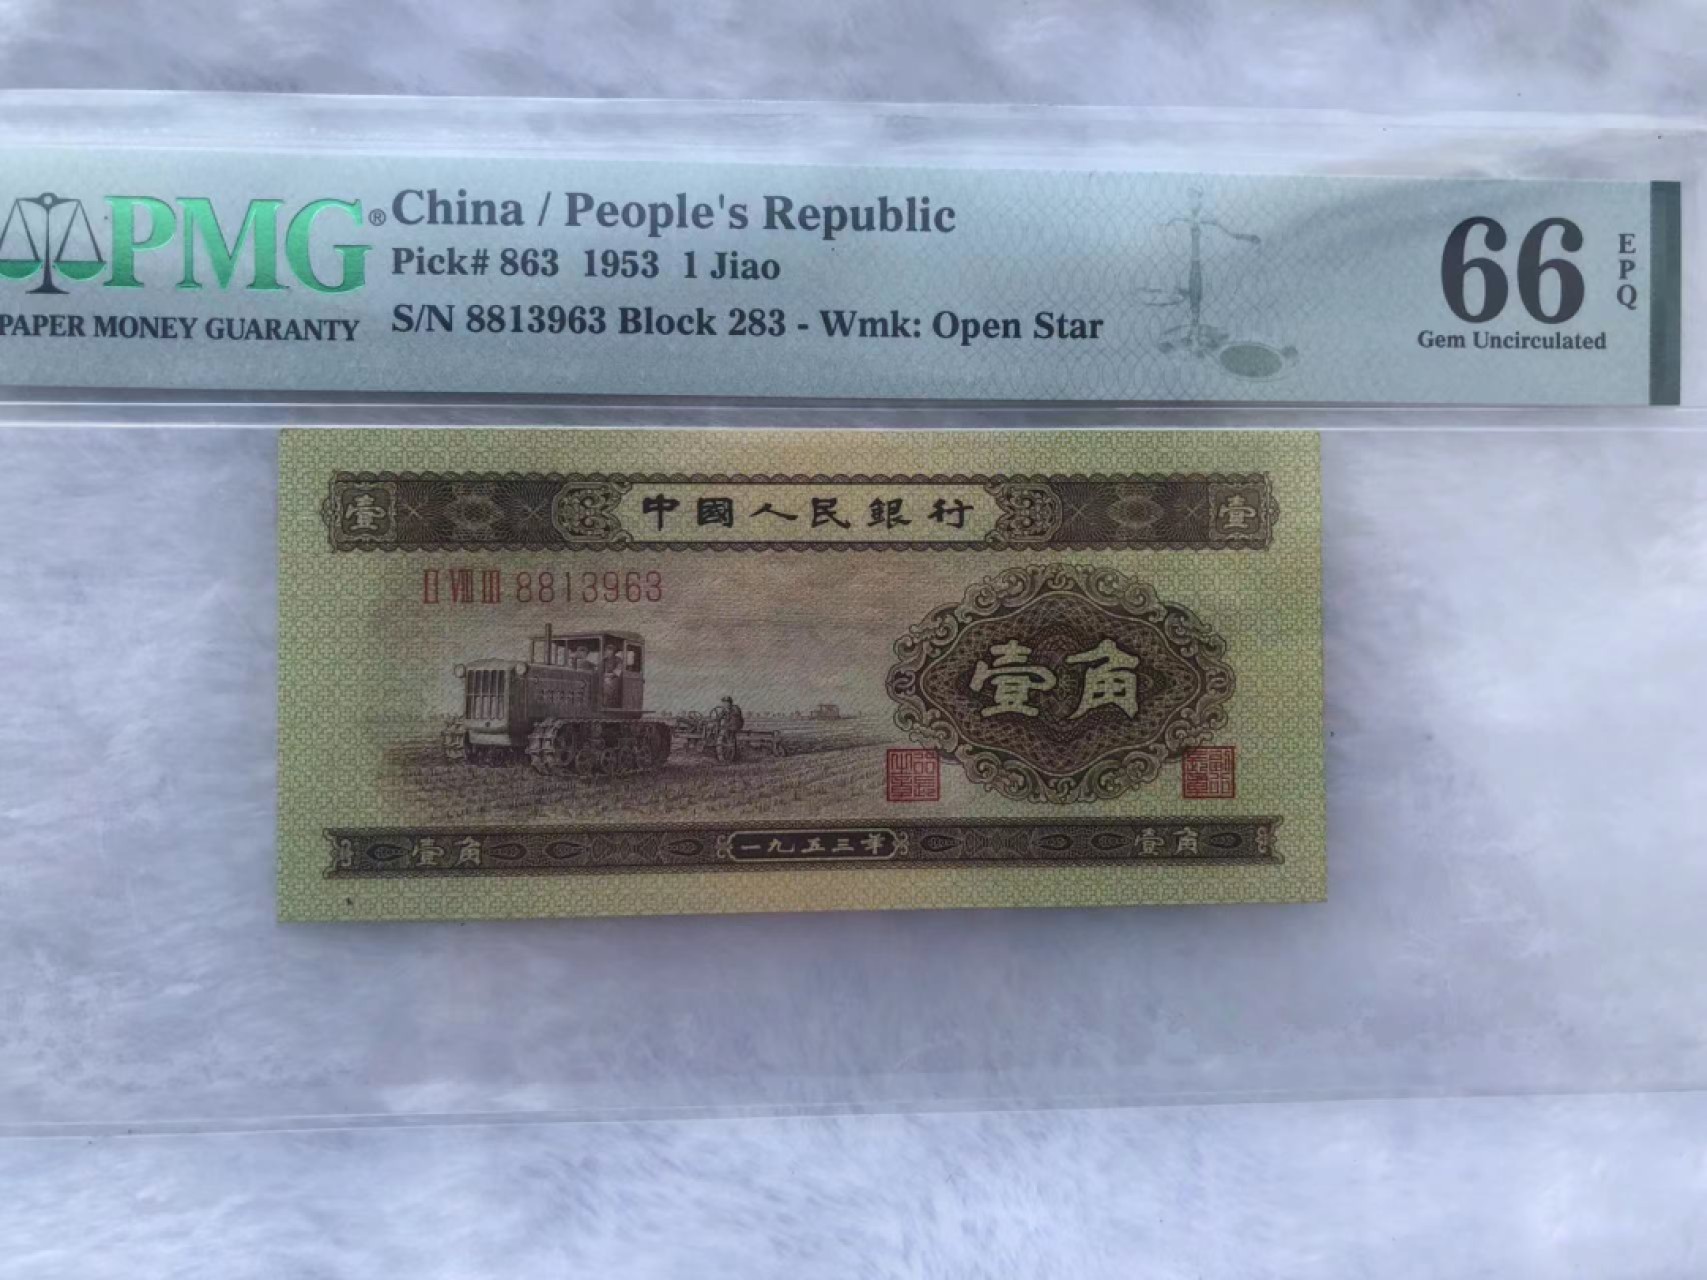 PMG®
PAPER MONEY GUARANTY
China / People's Republic
Pick# 863 1953 1 Jiao
S/N 8813963 Block 283 - Wmk: Open Star
66
EPQ
Gem Uncirculated
壹 中國人民銀行 壹
II VIII III 8813963
壹角
壹角 一九五三年 壹角